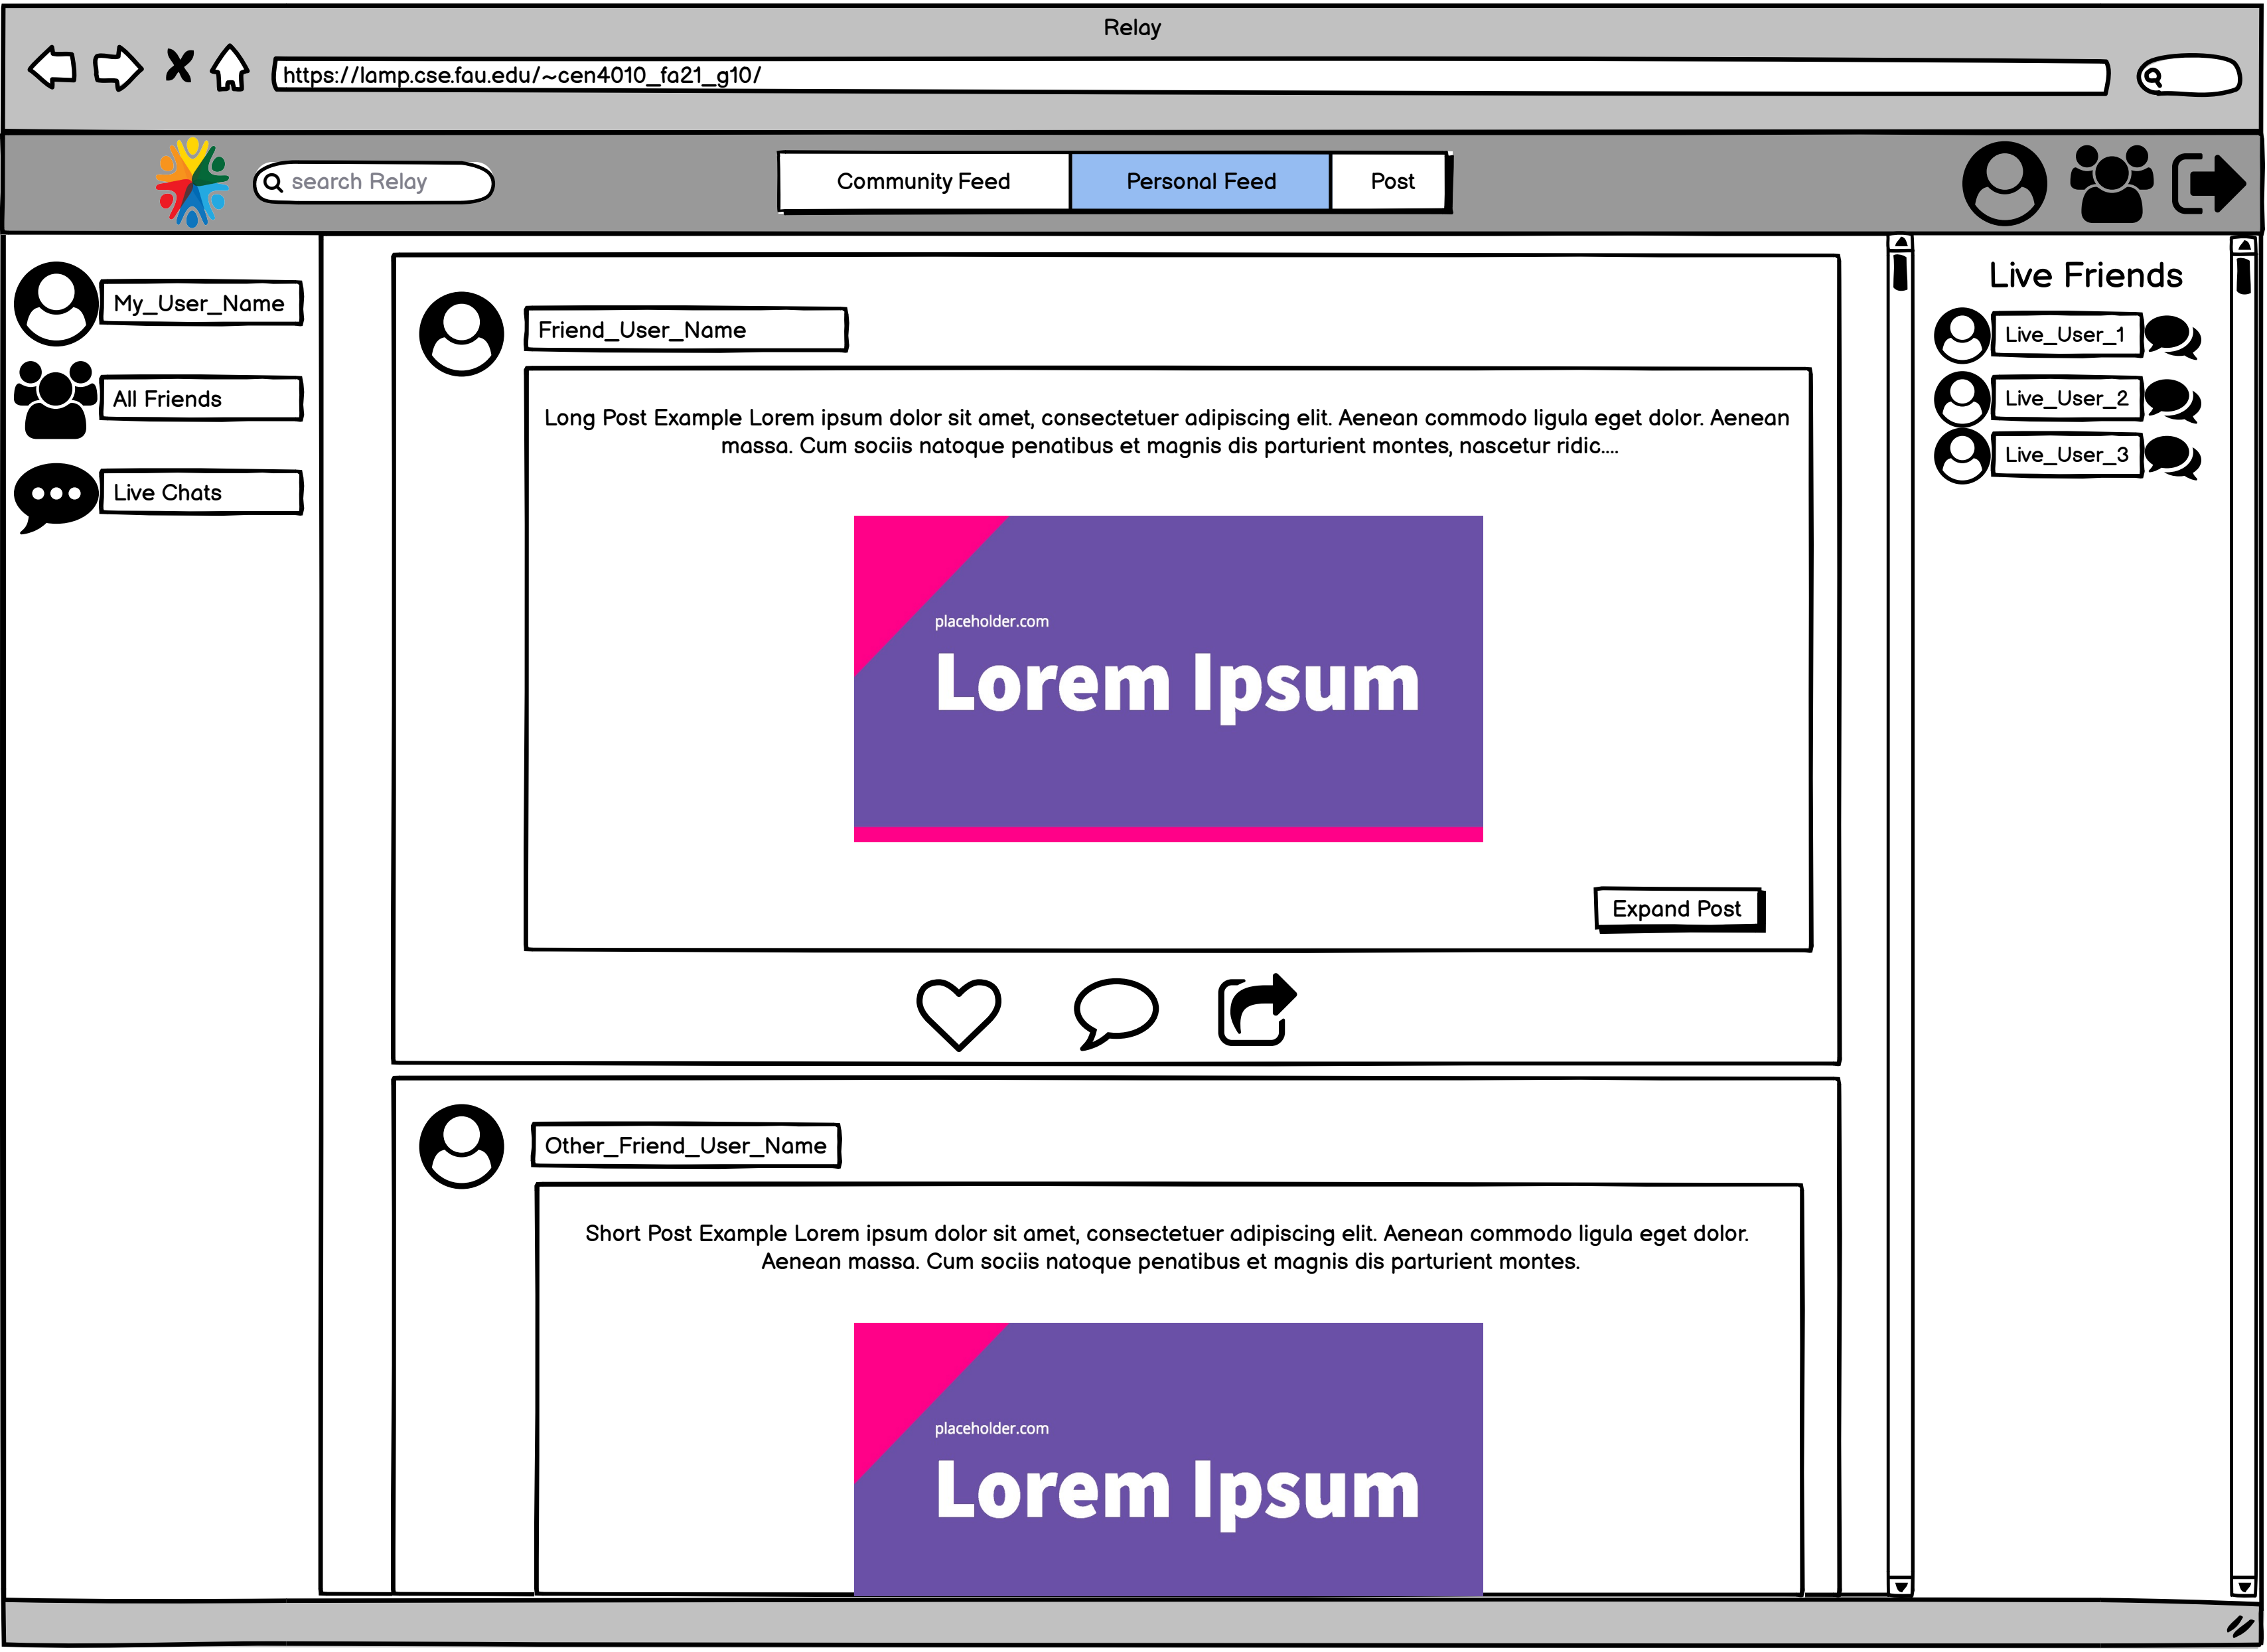 Relay
https://lamp.cse.fau.edu/~cen4010_fa21_g10/
search Relay
Community Feed
Personal Feed
Post
My_User_Name
All Friends
Live Chats
Friend_User_Name
Long Post Example Lorem ipsum dolor sit amet, consectetuer adipiscing elit. Aenean commodo ligula eget dolor. Aenean
massa. Cum sociis natoque penatibus et magnis dis parturient montes, nascetur ridic....
placeholder.com
Lorem Ipsum
Expand Post
Other_Friend_User_Name
Short Post Example Lorem ipsum dolor sit amet, consectetuer adipiscing elit. Aenean commodo ligula eget dolor.
Aenean massa. Cum sociis natoque penatibus et magnis dis parturient montes.
placeholder.com
Lorem Ipsum
Live Friends
Live_User_1
Live_User_2
Live_User_3